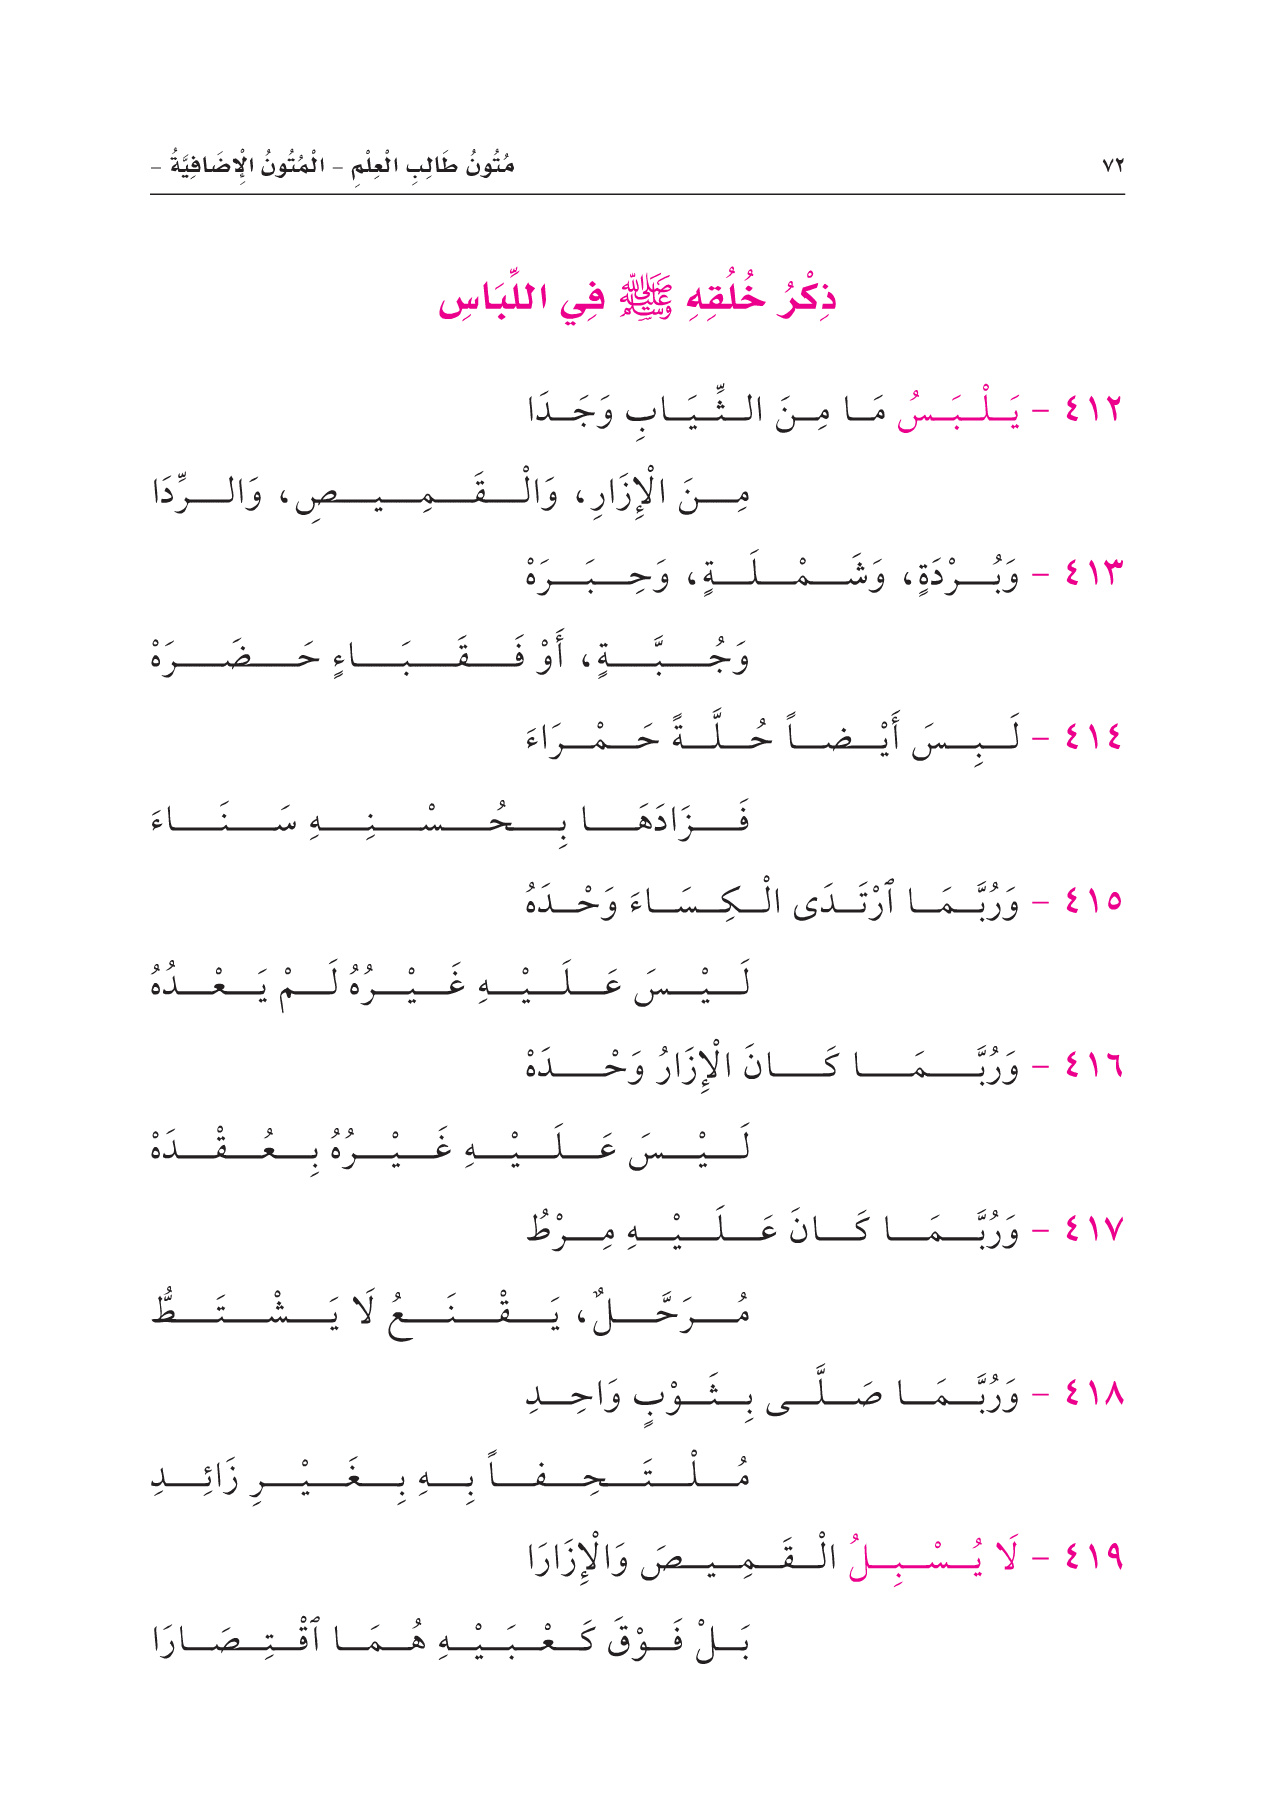 ٧٢ مُتُونُ طَالِبِ الْعِلْمِ - الْمُتُونُ الْإِضَافِيَّةُ -
ذِكْرُ خُلُقِهِ ﷺ فِي اللِّبَاسِ
٤١٢ - يَلْبَسُ مَا مِنَ الثِّيَابِ وَجَدَا
مِنَ الْإِزَارِ، وَالْقَمِيصِ، وَالرِّدَا
٤١٣ - وَبُرْدَةٍ، وَشَمْلَةٍ، وَحِبَرَهْ
وَجُبَّةٍ، أَوْ فَقَبَاءٍ حَضَرَهْ
٤١٤ - لَبِسَ أَيْضاً حُلَّةً حَمْرَاءَ
فَزَادَهَا بِحُسْنِهِ سَنَاءَ
٤١٥ - وَرُبَّمَا ٱرْتَدَى الْكِسَاءَ وَحْدَهُ
لَيْسَ عَلَيْهِ غَيْرُهُ لَمْ يَعْدُهُ
٤١٦ - وَرُبَّمَا كَانَ الْإِزَارُ وَحْدَهْ
لَيْسَ عَلَيْهِ غَيْرُهُ بِعُقْدَهْ
٤١٧ - وَرُبَّمَا كَانَ عَلَيْهِ مِرْطُ
مُرَحَّلٌ، يَقْنَعُ لَا يَشْتَطُّ
٤١٨ - وَرُبَّمَا صَلَّى بِثَوْبٍ وَاحِدِ
مُلْتَحِفاً بِهِ بِغَيْرِ زَائِدِ
٤١٩ - لَا يُسْبِلُ الْقَمِيصَ وَالْإِزَارَا
بَلْ فَوْقَ كَعْبَيْهِ هُمَا ٱقْتِصَارَا